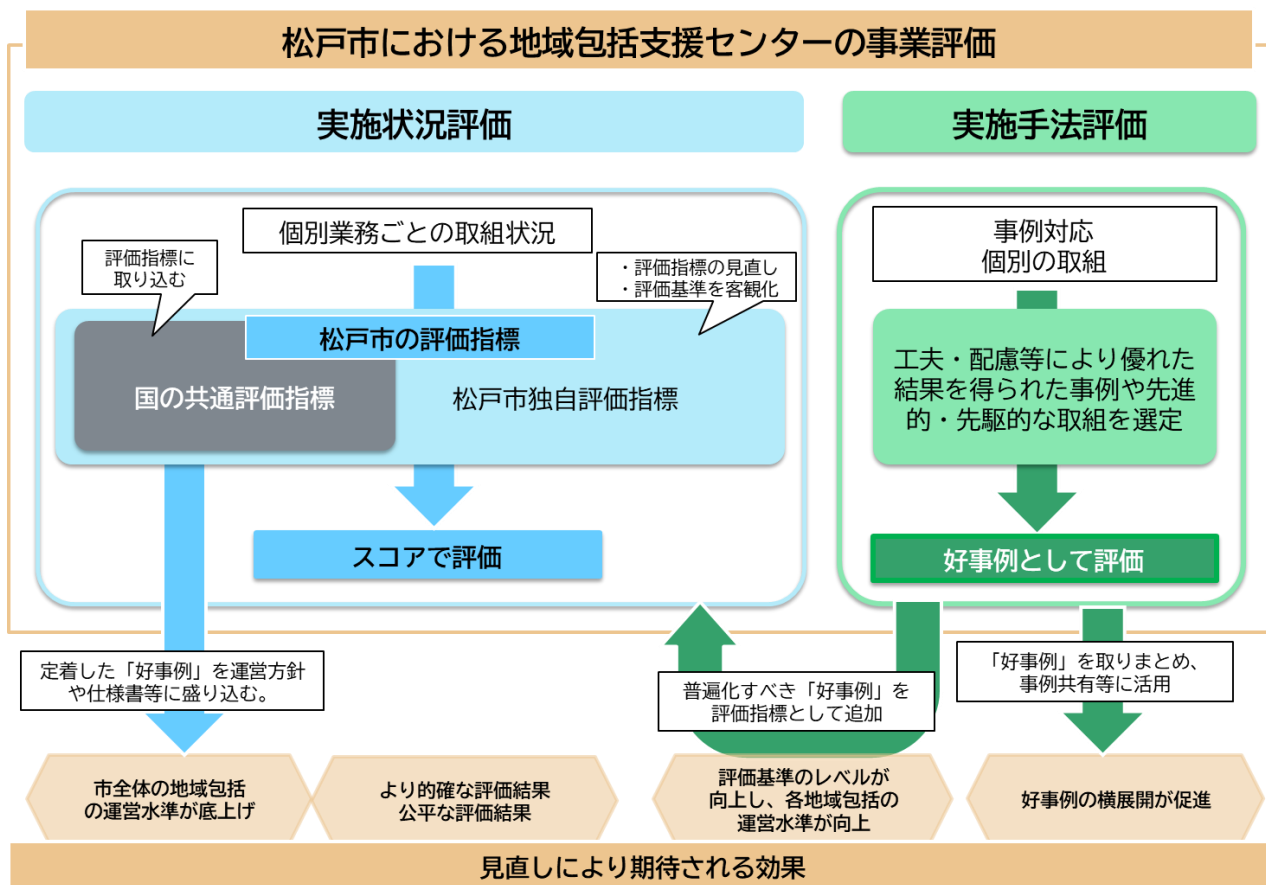 松戸市における地域包括支援センターの事業評価
実施状況評価
個別業務ごとの取組状況
評価指標に
取り込む
・評価指標の見直し
・評価基準を客観化
松戸市の評価指標
国の共通評価指標
松戸市独自評価指標
スコアで評価
実施手法評価
事例対応
個別の取組
工夫・配慮等により優れた
結果を得られた事例や先進
的・先駆的な取組を選定
好事例として評価
定着した「好事例」を運営方針
や仕様書等に盛り込む。
普遍化すべき「好事例」を
評価指標として追加
「好事例」を取りまとめ、
事例共有等に活用
市全体の地域包括
の運営水準が底上げ
より的確な評価結果
公平な評価結果
評価基準のレベルが
向上し、各地域包括の
運営水準が向上
好事例の横展開が促進
見直しにより期待される効果